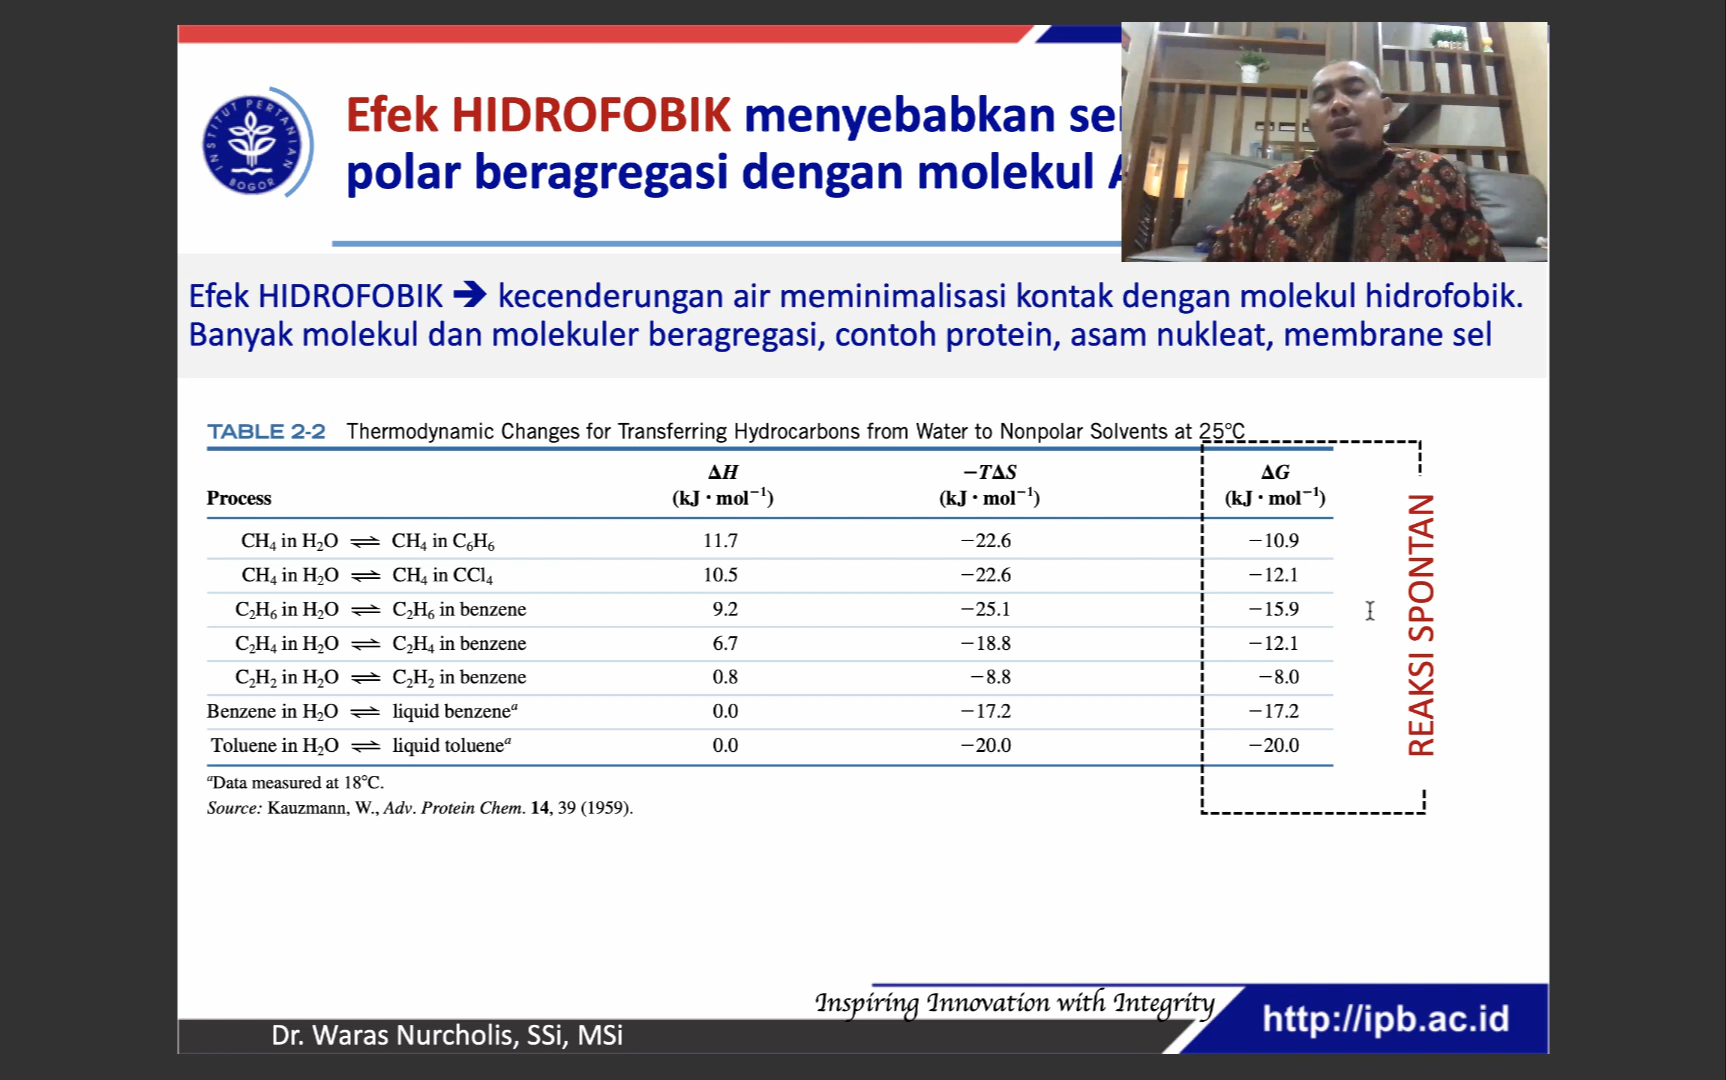 INSTITUT PERTANIAN BOGOR
Efek HIDROFOBIK menyebabkan
polar beragregasi dengan molekul
Efek HIDROFOBIK ➔ kecenderungan air meminimalisasi kontak dengan molekul hidrofobik.
Banyak molekul dan molekuler beragregasi, contoh protein, asam nukleat, membrane sel
TABLE 2-2 Thermodynamic Changes for Transferring Hydrocarbons from Water to Nonpolar Solvents at 25°C
ΔH −TΔS ΔG
Process (kJ · mol⁻¹) (kJ · mol⁻¹) (kJ · mol⁻¹)
CH₄ in H₂O ⇌ CH₄ in C₆H₆ 11.7 −22.6 −10.9
CH₄ in H₂O ⇌ CH₄ in CCl₄ 10.5 −22.6 −12.1
C₂H₆ in H₂O ⇌ C₂H₆ in benzene 9.2 −25.1 −15.9
C₂H₄ in H₂O ⇌ C₂H₄ in benzene 6.7 −18.8 −12.1
C₂H₂ in H₂O ⇌ C₂H₂ in benzene 0.8 −8.8 −8.0
Benzene in H₂O ⇌ liquid benzeneᵃ 0.0 −17.2 −17.2
Toluene in H₂O ⇌ liquid tolueneᵃ 0.0 −20.0 −20.0
ᵃData measured at 18°C.
Source: Kauzmann, W., Adv. Protein Chem. 14, 39 (1959).
REAKSI SPONTAN
Inspiring Innovation with Integrity
http://ipb.ac.id
Dr. Waras Nurcholis, SSi, MSi